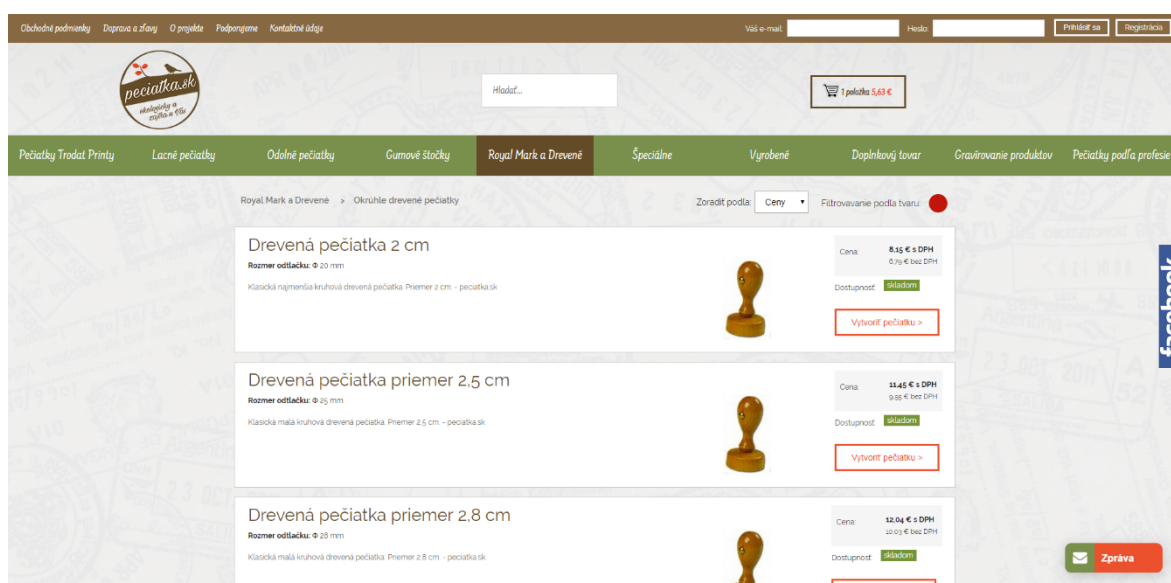 Obchodné podmienky Doprava a zľavy O projekte Podporujeme Kontaktné údaje Váš e-mail: Heslo: Prihlásiť sa Registrácia
peciatka.sk
ekologicky a
rýchlo u Vás
Hľadať...
1 položka 5,63 €
Pečiatky Trodat Printy Lacné pečiatky Odolné pečiatky Gumové štočky Royal Mark a Drevené Špeciálne Vyrobené Doplnkový tovar Gravírovanie produktov Pečiatky podľa profesie
Royal Mark a Drevené > Okrúhle drevené pečiatky
Zoradiť podľa: Ceny Filtrovavanie podľa tvaru:
Drevená pečiatka 2 cm
Rozmer odtlačku: Φ 20 mm
Klasická najmenšia kruhová drevená pečiatka. Priemer 2 cm. - peciatka.sk
Cena: 8,15 € s DPH
6,79 € bez DPH
Dostupnosť: skladom
Vytvoriť pečiatku >
facebook
Drevená pečiatka priemer 2,5 cm
Rozmer odtlačku: Φ 25 mm
Klasická malá kruhová drevená pečiatka. Priemer 2,5 cm. - peciatka.sk
Cena: 11,45 € s DPH
9,55 € bez DPH
Dostupnosť: skladom
Vytvoriť pečiatku >
Drevená pečiatka priemer 2,8 cm
Rozmer odtlačku: Φ 28 mm
Klasická malá kruhová drevená pečiatka. Priemer 2,8 cm. - peciatka.sk
Cena: 12,04 € s DPH
10,03 € bez DPH
Dostupnosť: skladom
Zpráva